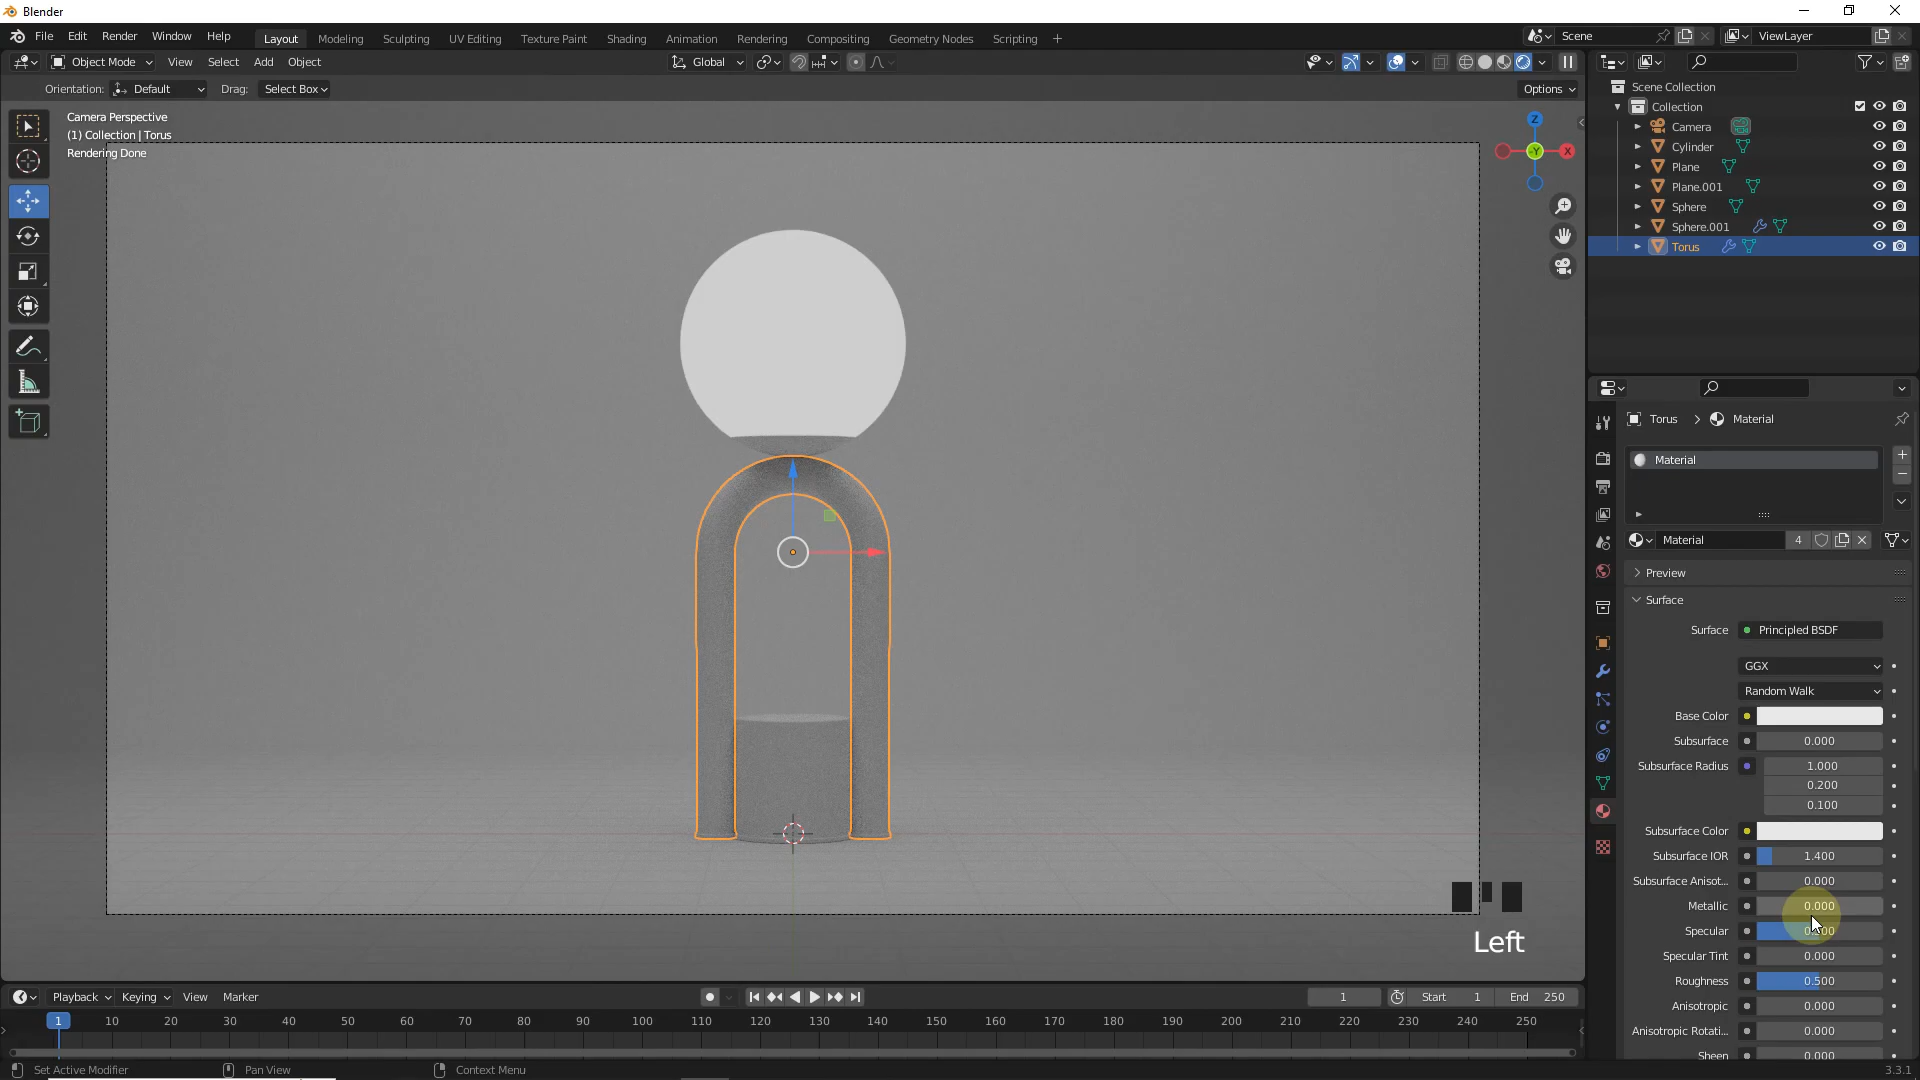 Blender
File Edit Render Window Help Layout Modeling Sculpting UV Editing Texture Paint Shading Animation Rendering Compositing Geometry Nodes Scripting + Scene ViewLayer
Object Mode View Select Add Object Global
Orientation: Default Drag: Select Box Options
Camera Perspective
(1) Collection | Torus
Rendering Done
Z
-Y
X
Left
Scene Collection
Collection
Camera
Cylinder
Plane
Plane.001
Sphere
Sphere.001
Torus
Torus > Material
Material
Material 4
Preview
Surface
Surface Principled BSDF
GGX
Random Walk
Base Color
Subsurface 0.000
Subsurface Radius 1.000
0.200
0.100
Subsurface Color
Subsurface IOR 1.400
Subsurface Anisot... 0.000
Metallic 0.000
Specular
Specular Tint 0.000
Roughness 0.500
Anisotropic 0.000
Anisotropic Rotati... 0.000
Sheen 0.000
Playback Keying View Marker 1 Start 1 End 250
1 10 20 30 40 50 60 70 80 90 100 110 120 130 140 150 160 170 180 190 200 210 220 230 240 250
Set Active Modifier Pan View Context Menu 3.3.1